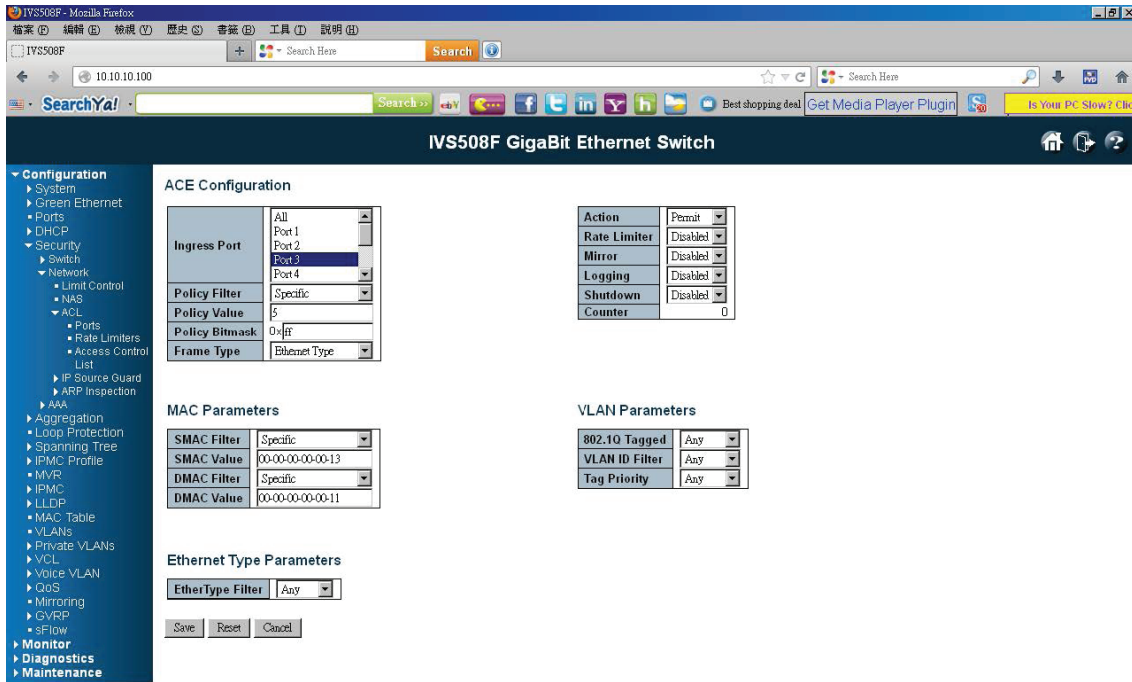 IVS508F - Mozilla Firefox
檔案(F) 編輯(E) 檢視(V) 歷史(S) 書籤(B) 工具(T) 說明(H)
IVS508F
+
Search Here
Search
10.10.10.100
Search Here
SearchYa!
Search >>
ebY
Best shopping deal
Get Media Player Plugin
Is Your PC Slow? Clic
IVS508F GigaBit Ethernet Switch
Configuration
System
Green Ethernet
Ports
DHCP
Security
Switch
Network
Limit Control
NAS
ACL
Ports
Rate Limiters
Access Control
List
IP Source Guard
ARP Inspection
AAA
Aggregation
Loop Protection
Spanning Tree
IPMC Profile
MVR
IPMC
LLDP
MAC Table
VLANs
Private VLANs
VCL
Voice VLAN
QoS
Mirroring
GVRP
sFlow
Monitor
Diagnostics
Maintenance
ACE Configuration
Ingress Port
All
Port 1
Port 2
Port 3
Port 4
Policy Filter Specific
Policy Value 5
Policy Bitmask 0x ff
Frame Type Ethernet Type
Action Permit
Rate Limiter Disabled
Mirror Disabled
Logging Disabled
Shutdown Disabled
Counter 0
MAC Parameters
SMAC Filter Specific
SMAC Value 00-00-00-00-00-13
DMAC Filter Specific
DMAC Value 00-00-00-00-00-11
VLAN Parameters
802.1Q Tagged Any
VLAN ID Filter Any
Tag Priority Any
Ethernet Type Parameters
EtherType Filter Any
Save Reset Cancel